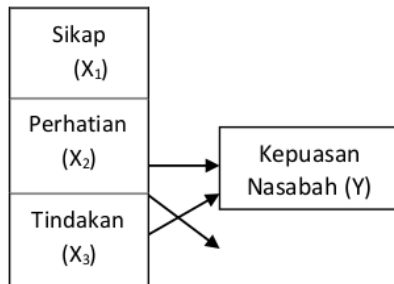 Sikap
(X₁)
Perhatian
(X₂)
Tindakan
(X₃)
Kepuasan
Nasabah (Y)